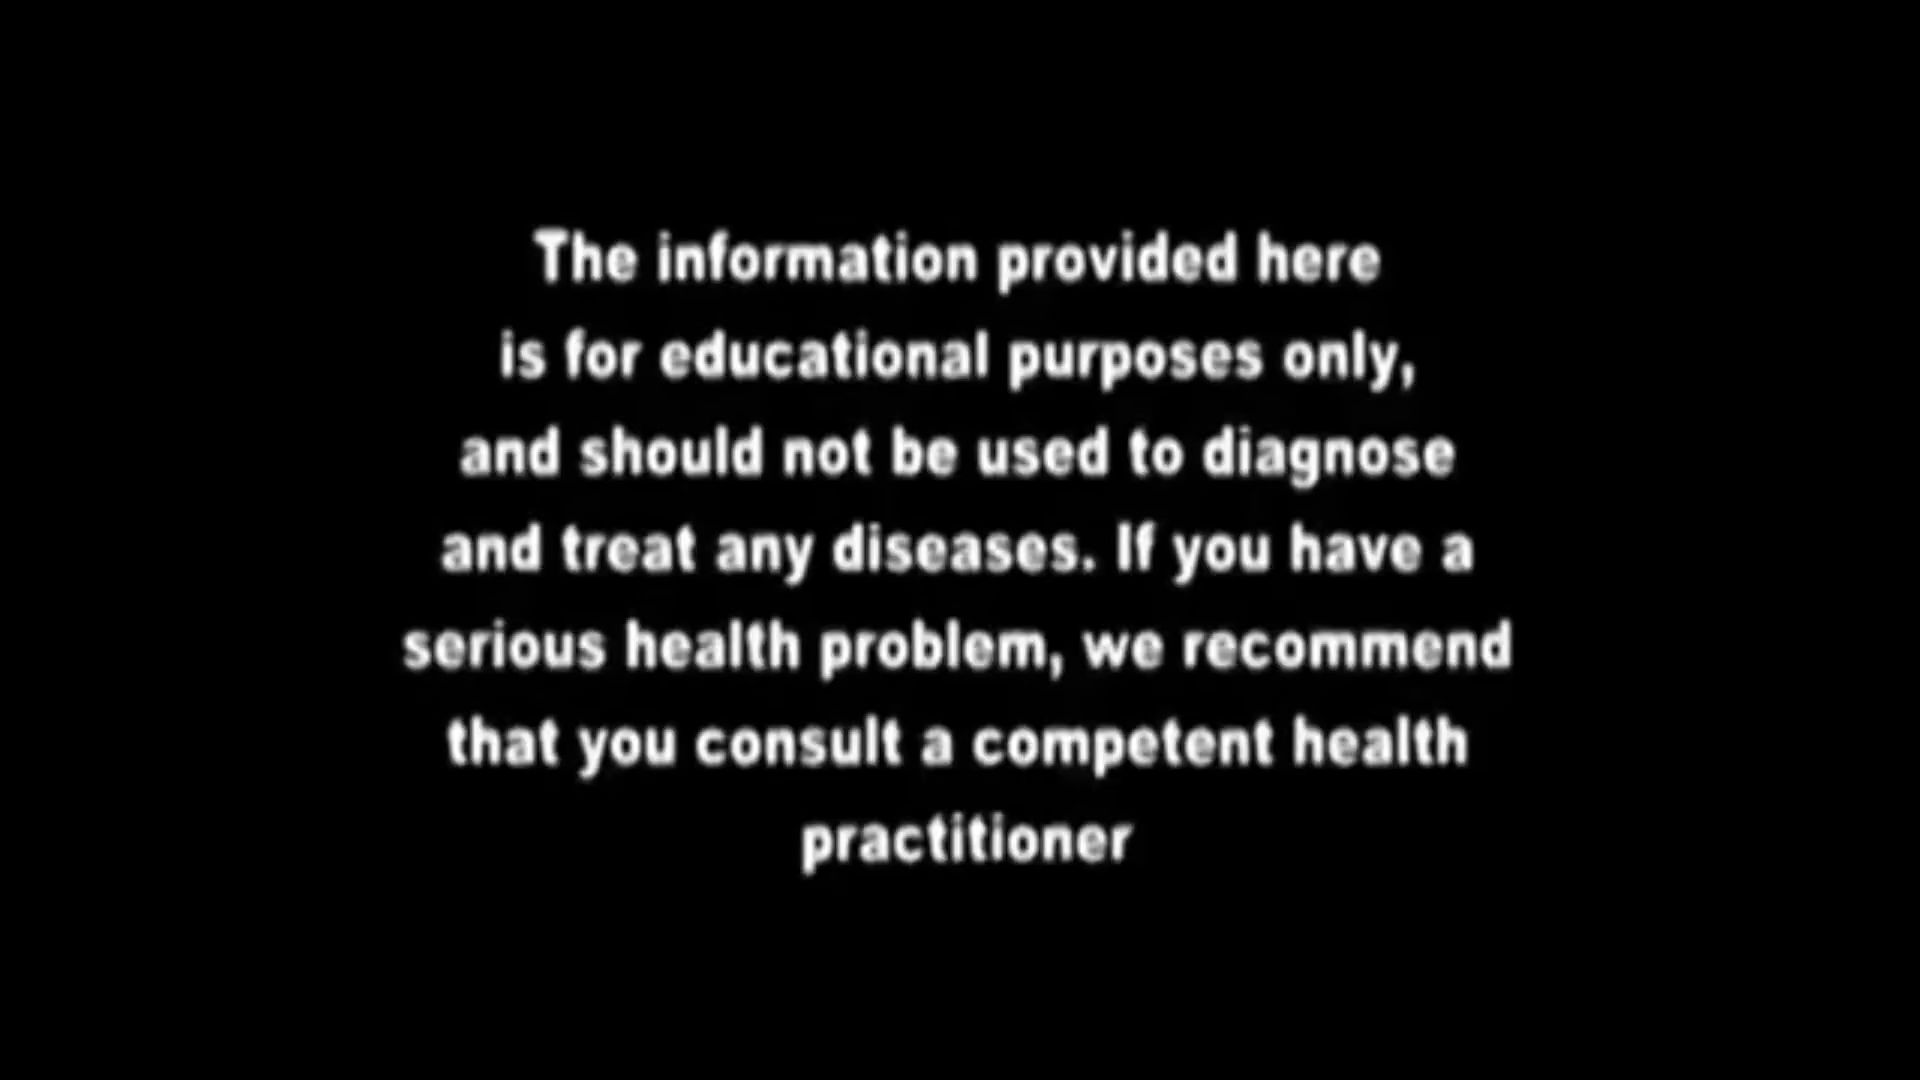 The information provided here
is for educational purposes only,
and should not be used to diagnose
and treat any diseases. If you have a
serious health problem, we recommend
that you consult a competent health
practitioner